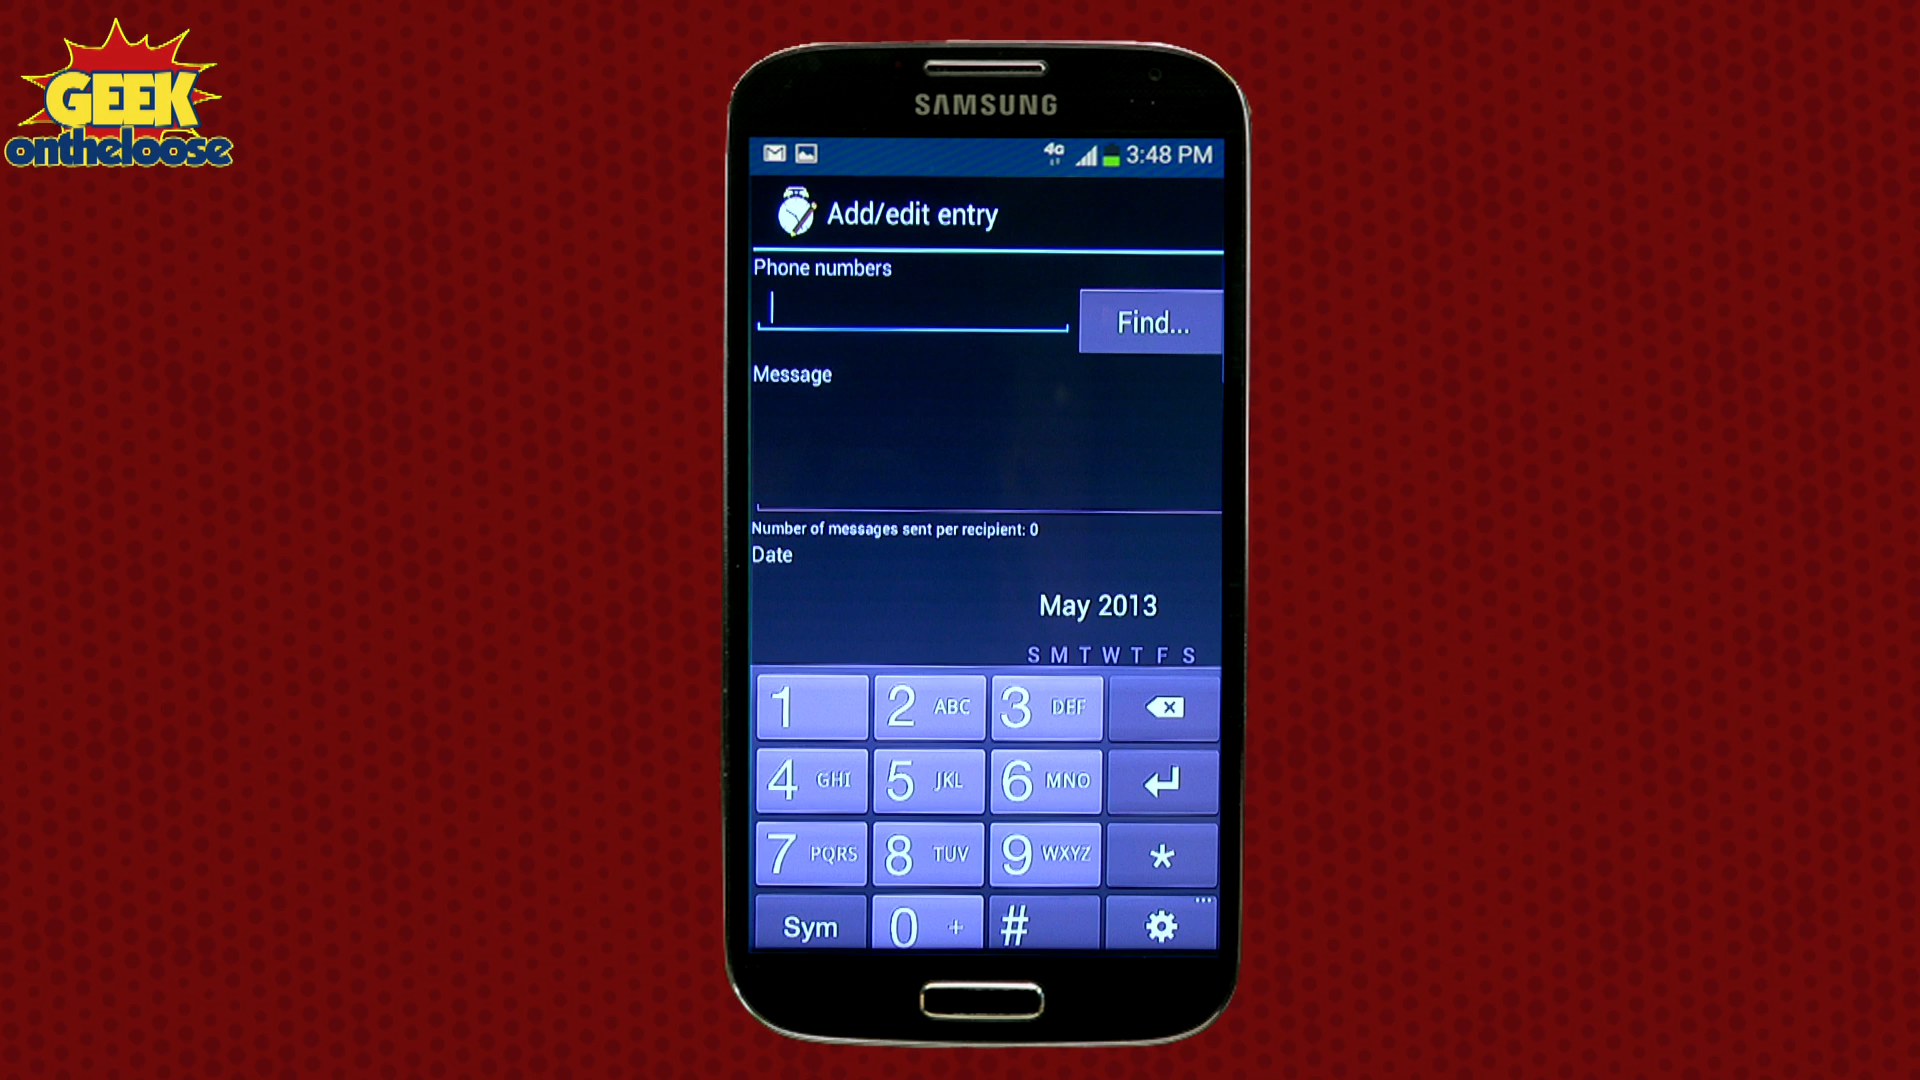 GEEK
ontheloose
SAMSUNG
4G 3:48 PM
Add/edit entry
Phone numbers
Find...
Message
Number of messages sent per recipient: 0
Date
May 2013
S M T W T F S
1 2 ABC 3 DEF
4 GHI 5 JKL 6 MNO
7 PQRS 8 TUV 9 WXYZ *
Sym 0 + # ...